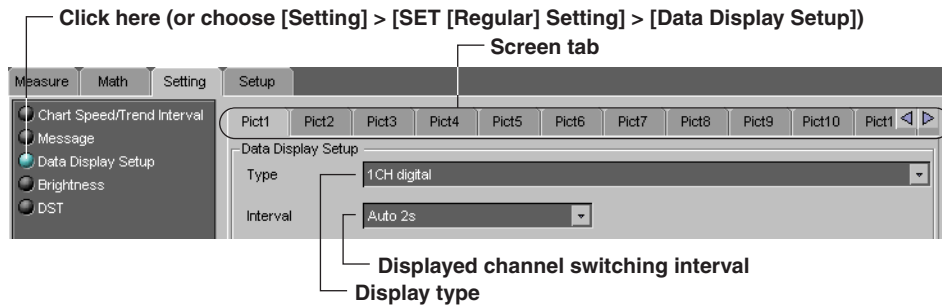 Click here (or choose [Setting] > [SET [Regular] Setting] > [Data Display Setup])
Screen tab
Measure Math Setting Setup
Chart Speed/Trend Interval
Message
Data Display Setup
Brightness
DST
Pict1 Pict2 Pict3 Pict4 Pict5 Pict6 Pict7 Pict8 Pict9 Pict10 Pict1
Data Display Setup
Type 1CH digital
Interval Auto 2s
Displayed channel switching interval
Display type